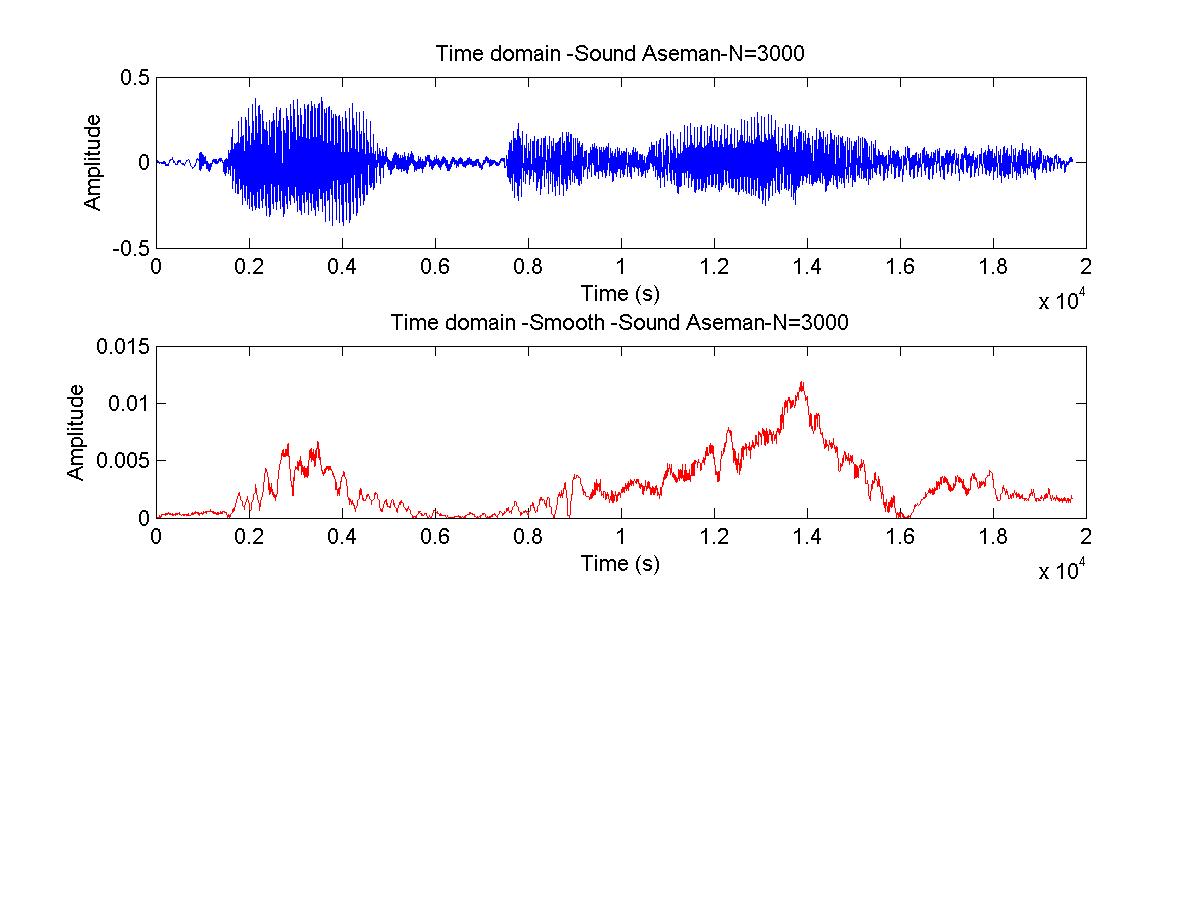 Time domain -Sound Aseman-N=3000
0.5
0
-0.5
Amplitude
0 0.2 0.4 0.6 0.8 1 1.2 1.4 1.6 1.8 2
Time (s)
x 10^4
Time domain -Smooth -Sound Aseman-N=3000
0.015
0.01
0.005
0
Amplitude
0 0.2 0.4 0.6 0.8 1 1.2 1.4 1.6 1.8 2
Time (s)
x 10^4